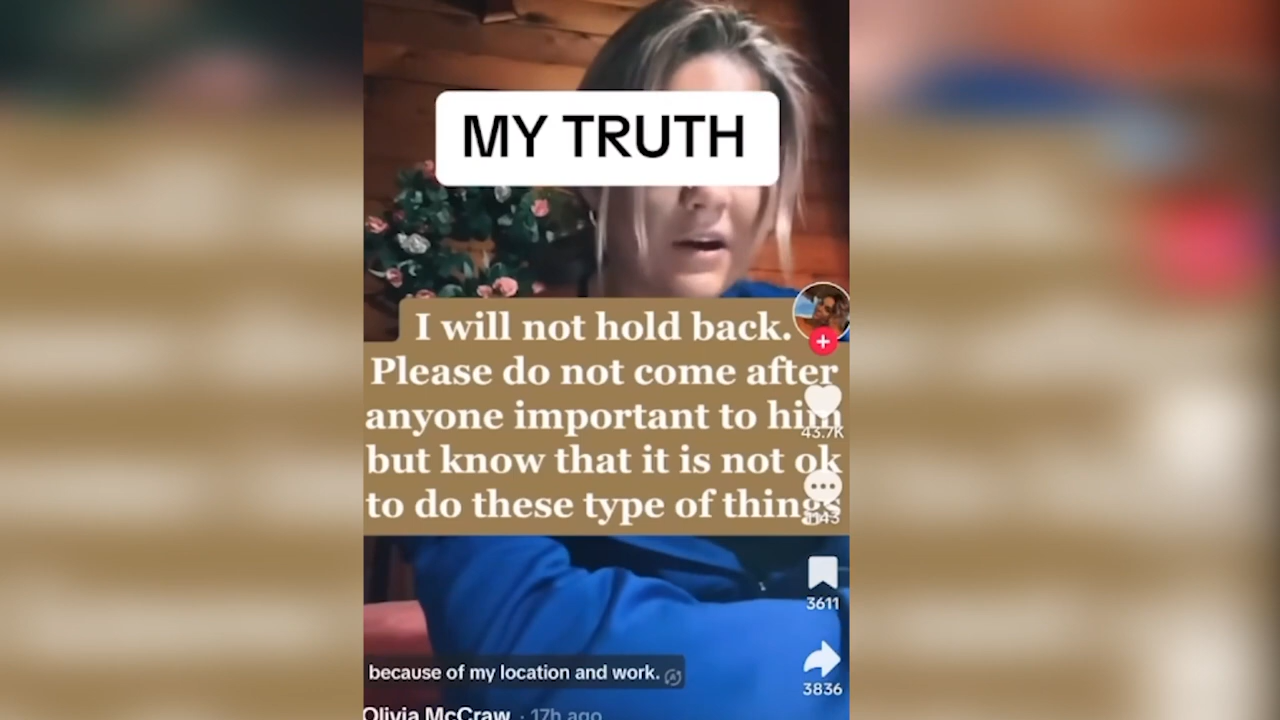 MY TRUTH
I will not hold back.
Please do not come after
anyone important to him
but know that it is not ok
to do these type of things
43.7K
1143
3611
3836
because of my location and work.
Olivia McCraw · 17h ago